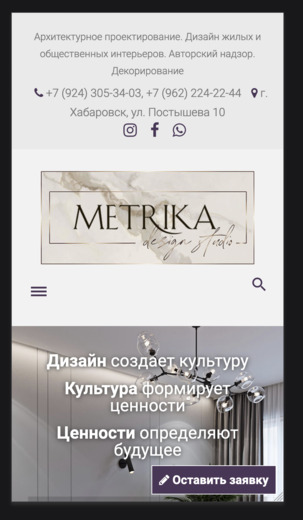 Архитектурное проектирование. Дизайн жилых и
общественных интерьеров. Авторский надзор.
Декорирование
+7 (924) 305-34-03, +7 (962) 224-22-44 г.
Хабаровск, ул. Постышева 10
METRIKA
design studio
Дизайн создает культуру
Культура формирует
ценности
Ценности определяют
будущее
Оставить заявку